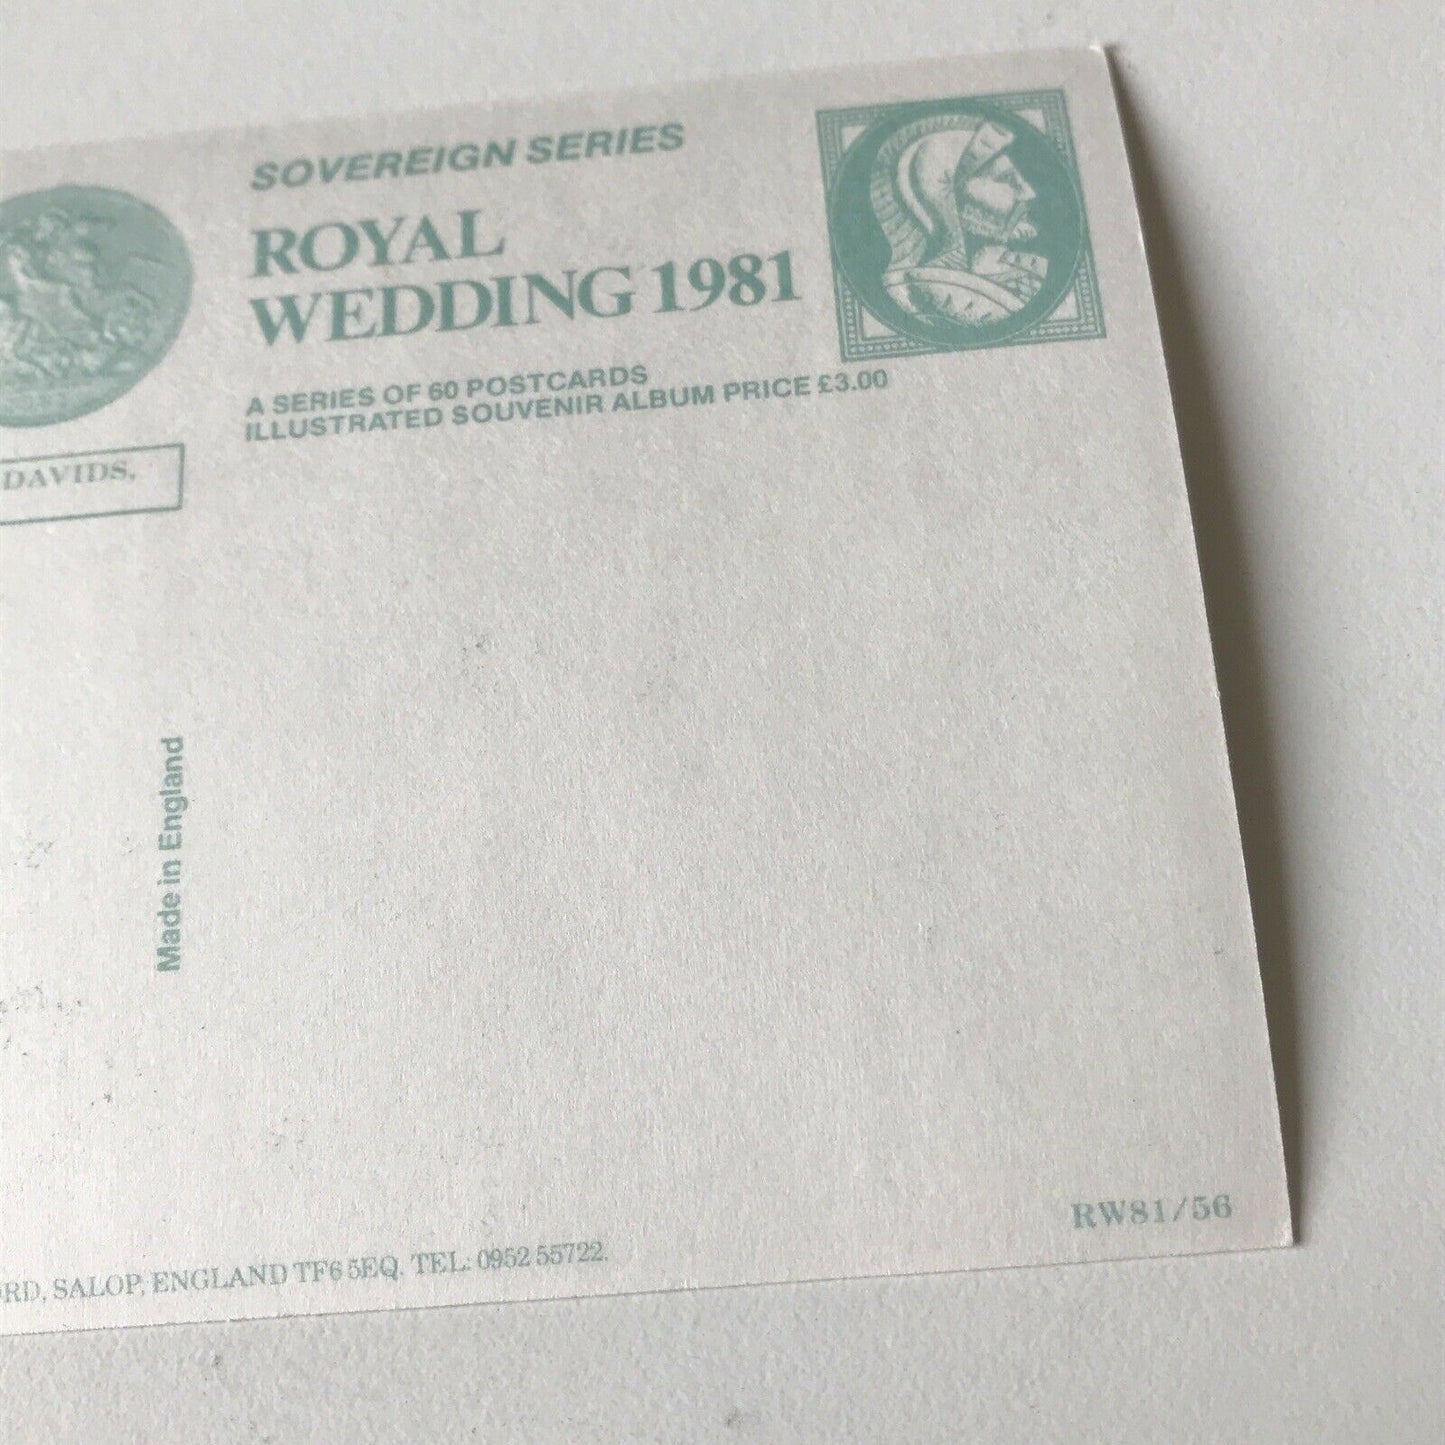 SOVEREIGN SERIES
ROYAL
WEDDING 1981
A SERIES OF 60 POSTCARDS
ILLUSTRATED SOUVENIR ALBUM PRICE £3.00
DAVIDS,
Made in England
RW81/56
RD, SALOP, ENGLAND TF6 5EQ. TEL: 0952 55722.